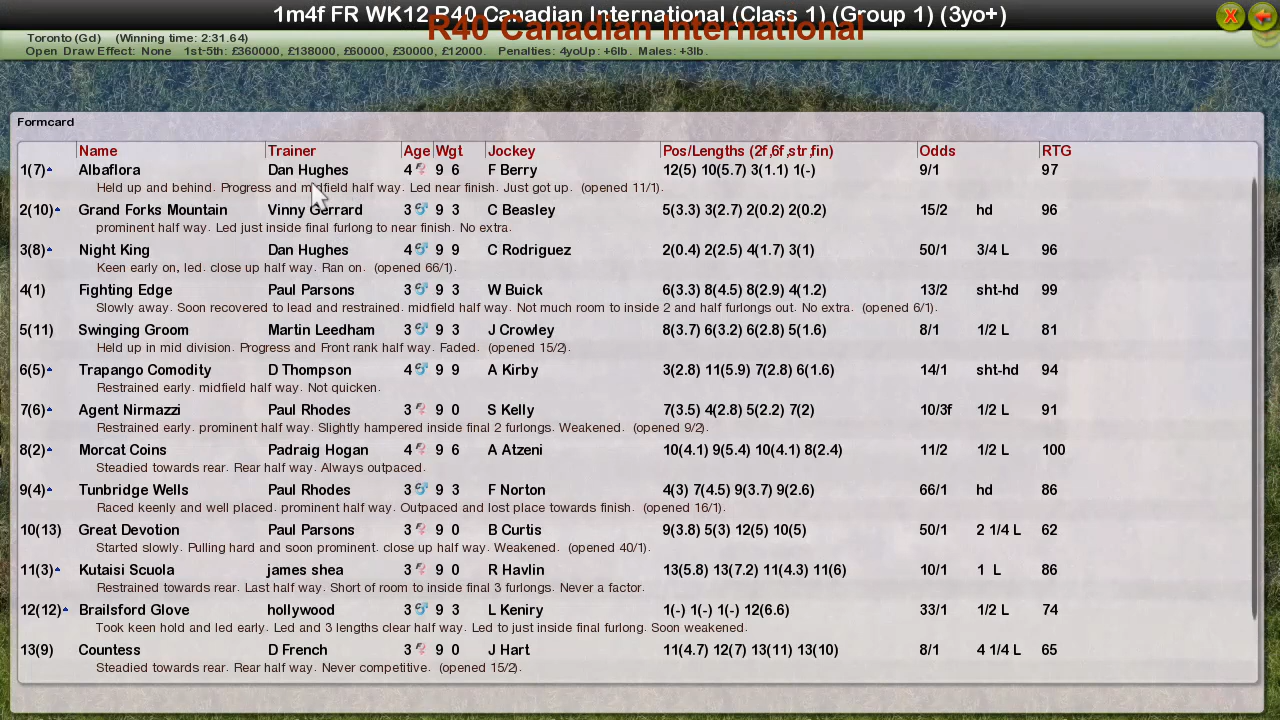 1m4f FR WK12 R40 Canadian International (Class 1) (Group 1) (3yo+)
R40 Canadian International
Toronto(Gd) (Winning time: 2:31.64)
Open Draw Effect: None 1st-5th: £360000, £138000, £60000, £30000, £12000. Penalties: 4yoUp: +6lb. Males: +3lb.
Formcard
Name Trainer Age Wgt Jockey Pos/Lengths (2f,6f,str,fin) Odds RTG
1(7) Albaflora Dan Hughes 4 9 6 F Berry 12(5) 10(5.7) 3(1.1) 1(-) 9/1 97
Held up and behind. Progress and midfield half way. Led near finish. Just got up. (opened 11/1).
2(10) Grand Forks Mountain Vinny Gerrard 3 9 3 C Beasley 5(3.3) 3(2.7) 2(0.2) 2(0.2) 15/2 hd 96
prominent half way. Led just inside final furlong to near finish. No extra.
3(8) Night King Dan Hughes 4 9 9 C Rodriguez 2(0.4) 2(2.5) 4(1.7) 3(1) 50/1 3/4 L 96
Keen early on, led. close up half way. Ran on. (opened 66/1).
4(1) Fighting Edge Paul Parsons 3 9 3 W Buick 6(3.3) 8(4.5) 8(2.9) 4(1.2) 13/2 sht-hd 99
Slowly away. Soon recovered to lead and restrained. midfield half way. Not much room to inside 2 and half furlongs out. No extra. (opened 6/1).
5(11) Swinging Groom Martin Leedham 3 9 3 J Crowley 8(3.7) 6(3.2) 6(2.8) 5(1.6) 8/1 1/2 L 81
Held up in mid division. Progress and Front rank half way. Faded. (opened 15/2).
6(5) Trapango Comodity D Thompson 4 9 9 A Kirby 3(2.8) 11(5.9) 7(2.8) 6(1.6) 14/1 sht-hd 94
Restrained early. midfield half way. Not quicken.
7(6) Agent Nirmazzi Paul Rhodes 3 9 0 S Kelly 7(3.5) 4(2.8) 5(2.2) 7(2) 10/3f 1/2 L 91
Restrained early. prominent half way. Slightly hampered inside final 2 furlongs. Weakened. (opened 9/2).
8(2) Morcat Coins Padraig Hogan 4 9 6 A Atzeni 10(4.1) 9(5.4) 10(4.1) 8(2.4) 11/2 1/2 L 100
Steadied towards rear. Rear half way. Always outpaced.
9(4) Tunbridge Wells Paul Rhodes 3 9 3 F Norton 4(3) 7(4.5) 9(3.7) 9(2.6) 66/1 hd 86
Raced keenly and well placed. prominent half way. Outpaced and lost place towards finish. (opened 16/1).
10(13) Great Devotion Paul Parsons 3 9 0 B Curtis 9(3.8) 5(3) 12(5) 10(5) 50/1 2 1/4 L 62
Started slowly. Pulling hard and soon prominent. close up half way. Weakened. (opened 40/1).
11(3) Kutaisi Scuola james shea 3 9 0 R Havlin 13(5.8) 13(7.2) 11(4.3) 11(6) 10/1 1 L 86
Restrained towards rear. Last half way. Short of room to inside final 3 furlongs. Never a factor.
12(12) Brailsford Glove hollywood 3 9 3 L Keniry 1(-) 1(-) 1(-) 12(6.6) 33/1 1/2 L 74
Took keen hold and led early. Led and 3 lengths clear half way. Led to just inside final furlong. Soon weakened.
13(9) Countess D French 3 9 0 J Hart 11(4.7) 12(7) 13(11) 13(10) 8/1 4 1/4 L 65
Steadied towards rear. Rear half way. Never competitive. (opened 15/2).